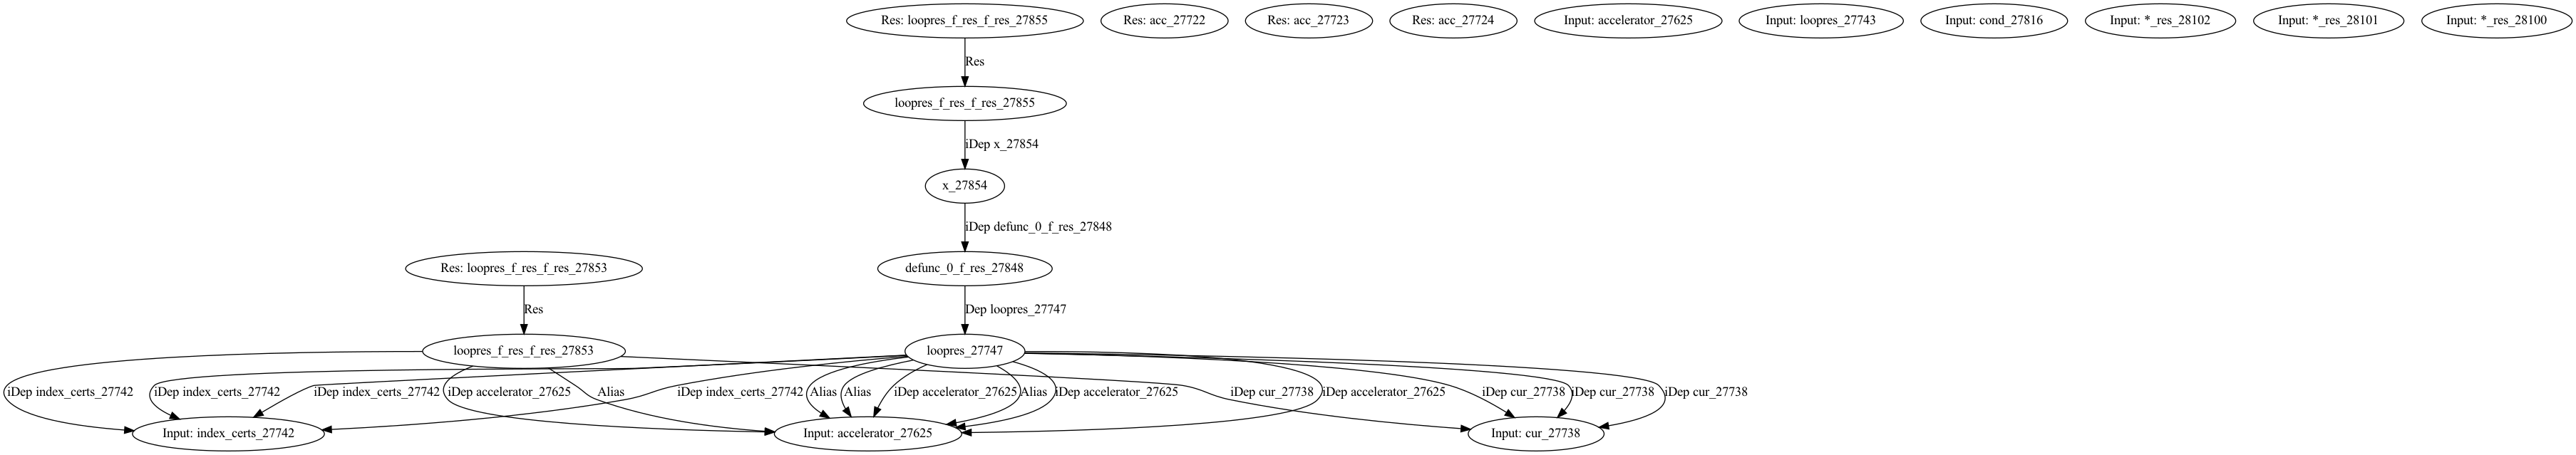 Res: loopres_f_res_f_res_27855
Res: acc_27722
Res: acc_27723
Res: acc_27724
Input: accelerator_27625
Input: loopres_27743
Input: cond_27816
Input: *_res_28102
Input: *_res_28101
Input: *_res_28100
Res
loopres_f_res_f_res_27855
iDep x_27854
x_27854
iDep defunc_0_f_res_27848
Res: loopres_f_res_f_res_27853
defunc_0_f_res_27848
Res
Dep loopres_27747
loopres_f_res_f_res_27853
loopres_27747
iDep index_certs_27742
iDep index_certs_27742
iDep index_certs_27742
iDep accelerator_27625
Alias
iDep index_certs_27742
Alias
Alias
iDep accelerator_27625
Alias
iDep accelerator_27625
iDep cur_27738
iDep accelerator_27625
iDep cur_27738
iDep cur_27738
iDep cur_27738
Input: index_certs_27742
Input: accelerator_27625
Input: cur_27738